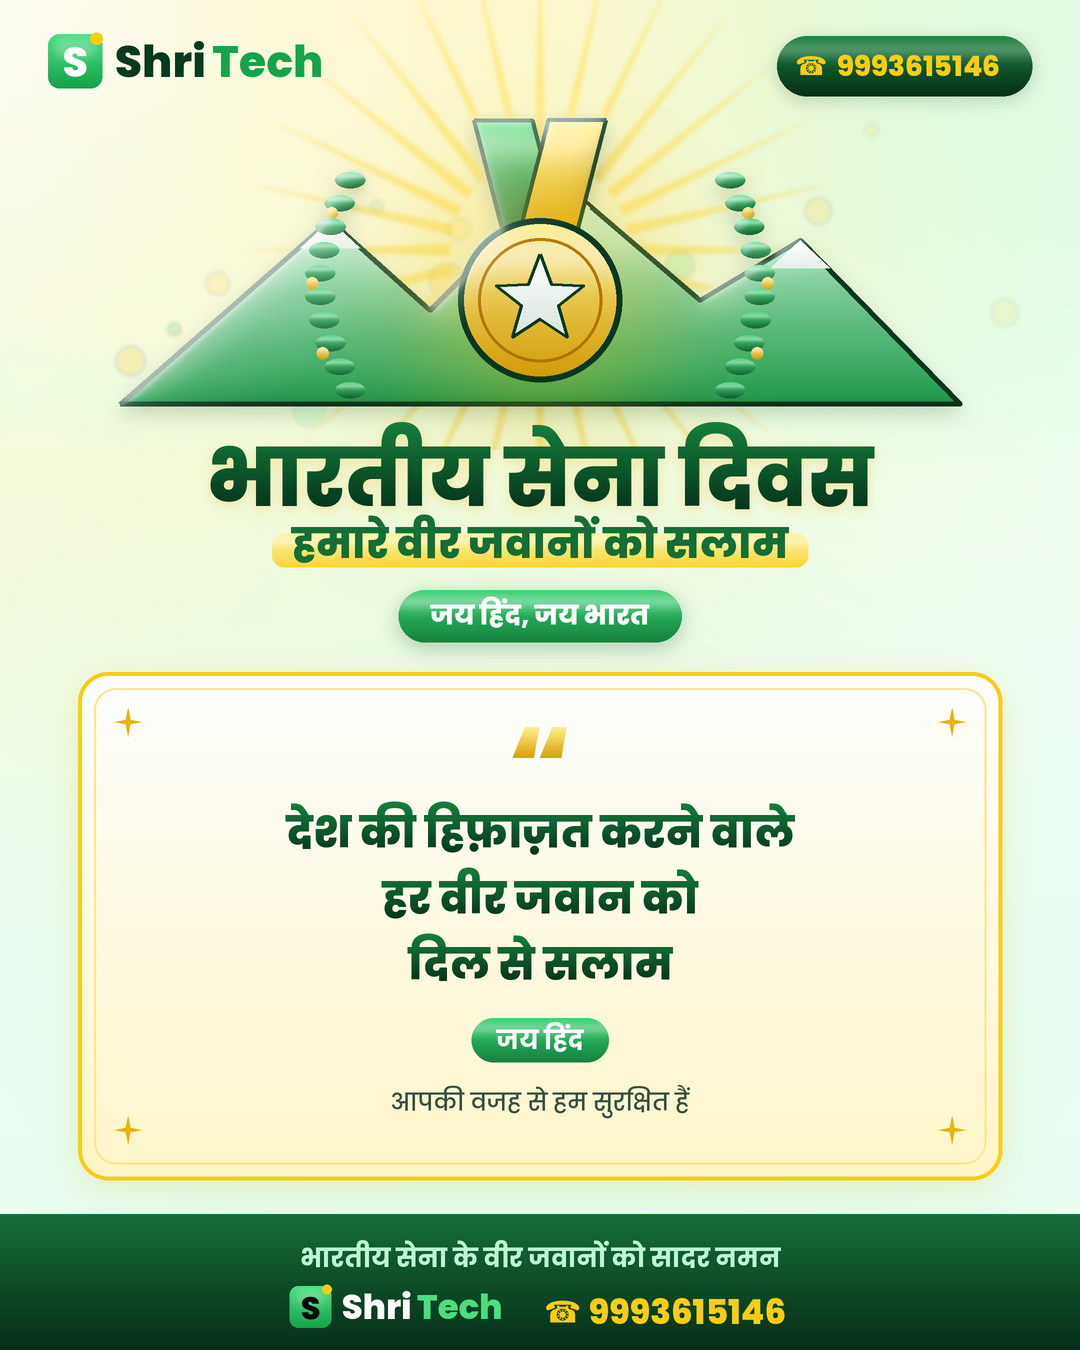 S Shri Tech
☎ 9993615146
भारतीय सेना दिवस
हमारे वीर जवानों को सलाम
जय हिंद, जय भारत
"
देश की हिफ़ाज़त करने वाले
हर वीर जवान को
दिल से सलाम
जय हिंद
आपकी वजह से हम सुरक्षित हैं
भारतीय सेना के वीर जवानों को सादर नमन
S Shri Tech ☎ 9993615146